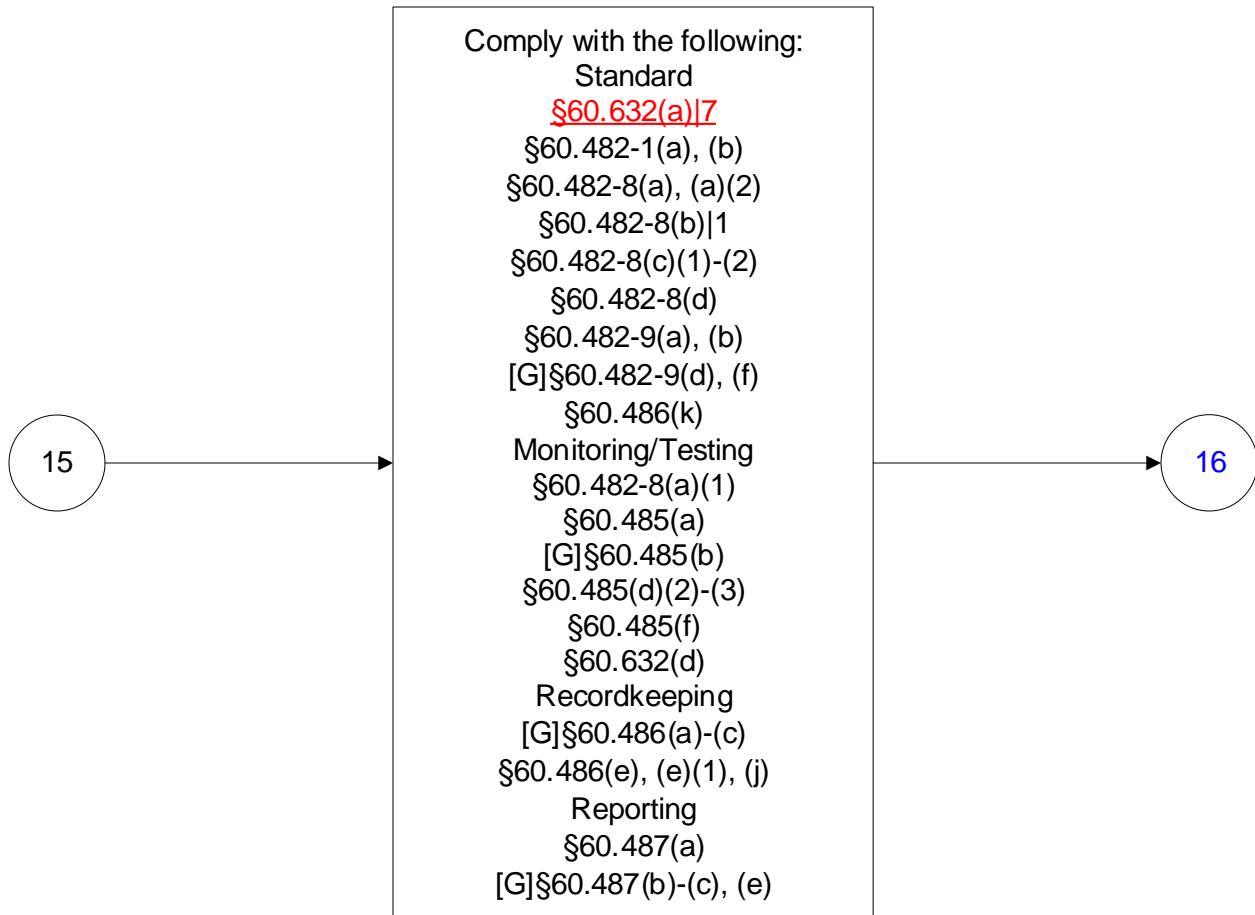 Comply with the following:
Standard
§60.632(a)|7
§60.482-1(a), (b)
§60.482-8(a), (a)(2)
§60.482-8(b)|1
§60.482-8(c)(1)-(2)
§60.482-8(d)
§60.482-9(a), (b)
[G]§60.482-9(d), (f)
§60.486(k)
Monitoring/Testing
15
16
§60.482-8(a)(1)
§60.485(a)
[G]§60.485(b)
§60.485(d)(2)-(3)
§60.485(f)
§60.632(d)
Recordkeeping
[G]§60.486(a)-(c)
§60.486(e), (e)(1), (j)
Reporting
§60.487(a)
[G]§60.487(b)-(c), (e)